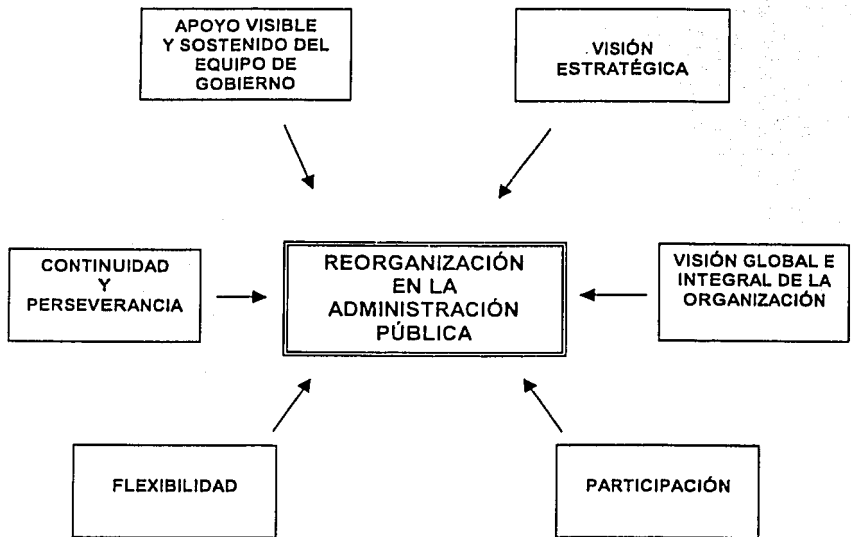 APOYO VISIBLE
Y SOSTENIDO DEL
EQUIPO DE
GOBIERNO
VISIÓN
ESTRATÉGICA
CONTINUIDAD
Y
PERSEVERANCIA
REORGANIZACIÓN
EN LA
ADMINISTRACIÓN
PÚBLICA
VISIÓN GLOBAL E
INTEGRAL DE LA
ORGANIZACIÓN
FLEXIBILIDAD
PARTICIPACIÓN